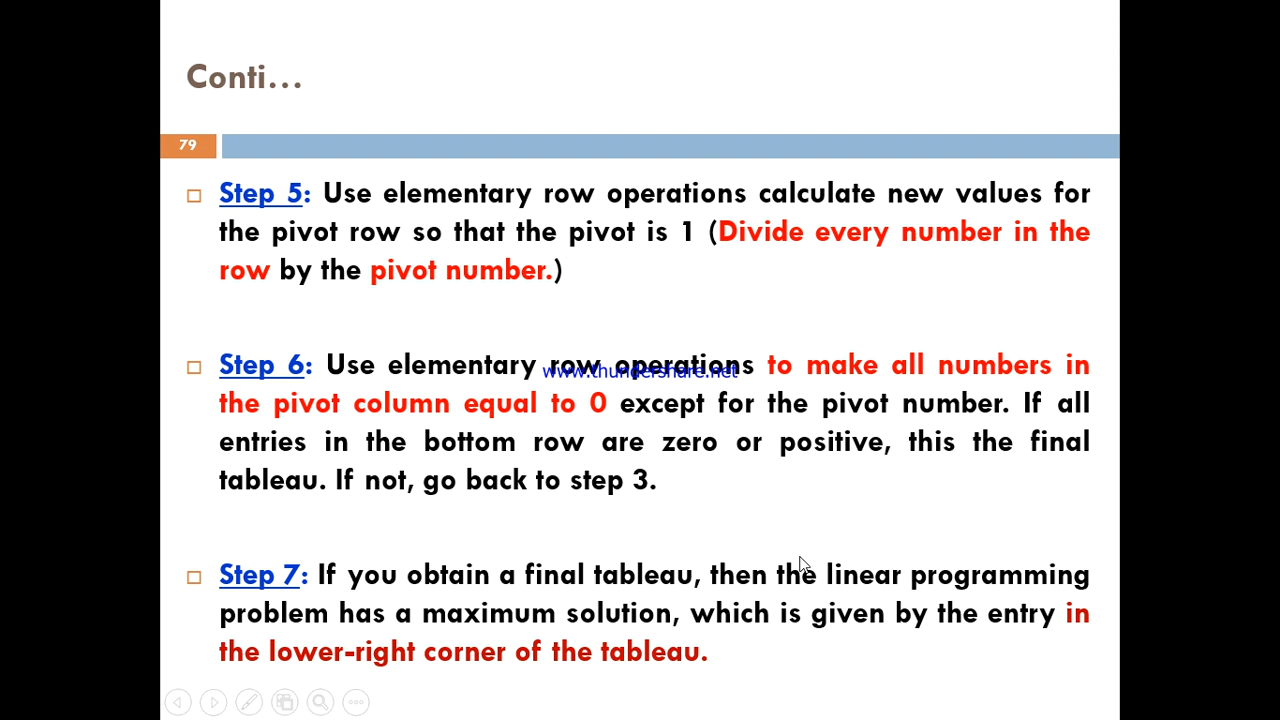 Conti…
79
Step 5: Use elementary row operations calculate new values for
the pivot row so that the pivot is 1 (Divide every number in the
row by the pivot number.)
Step 6: Use elementary row operations to make all numbers in
www.thundershare.net
the pivot column equal to 0 except for the pivot number. If all
entries in the bottom row are zero or positive, this the final
tableau. If not, go back to step 3.
Step 7: If you obtain a final tableau, then the linear programming
problem has a maximum solution, which is given by the entry in
the lower-right corner of the tableau.